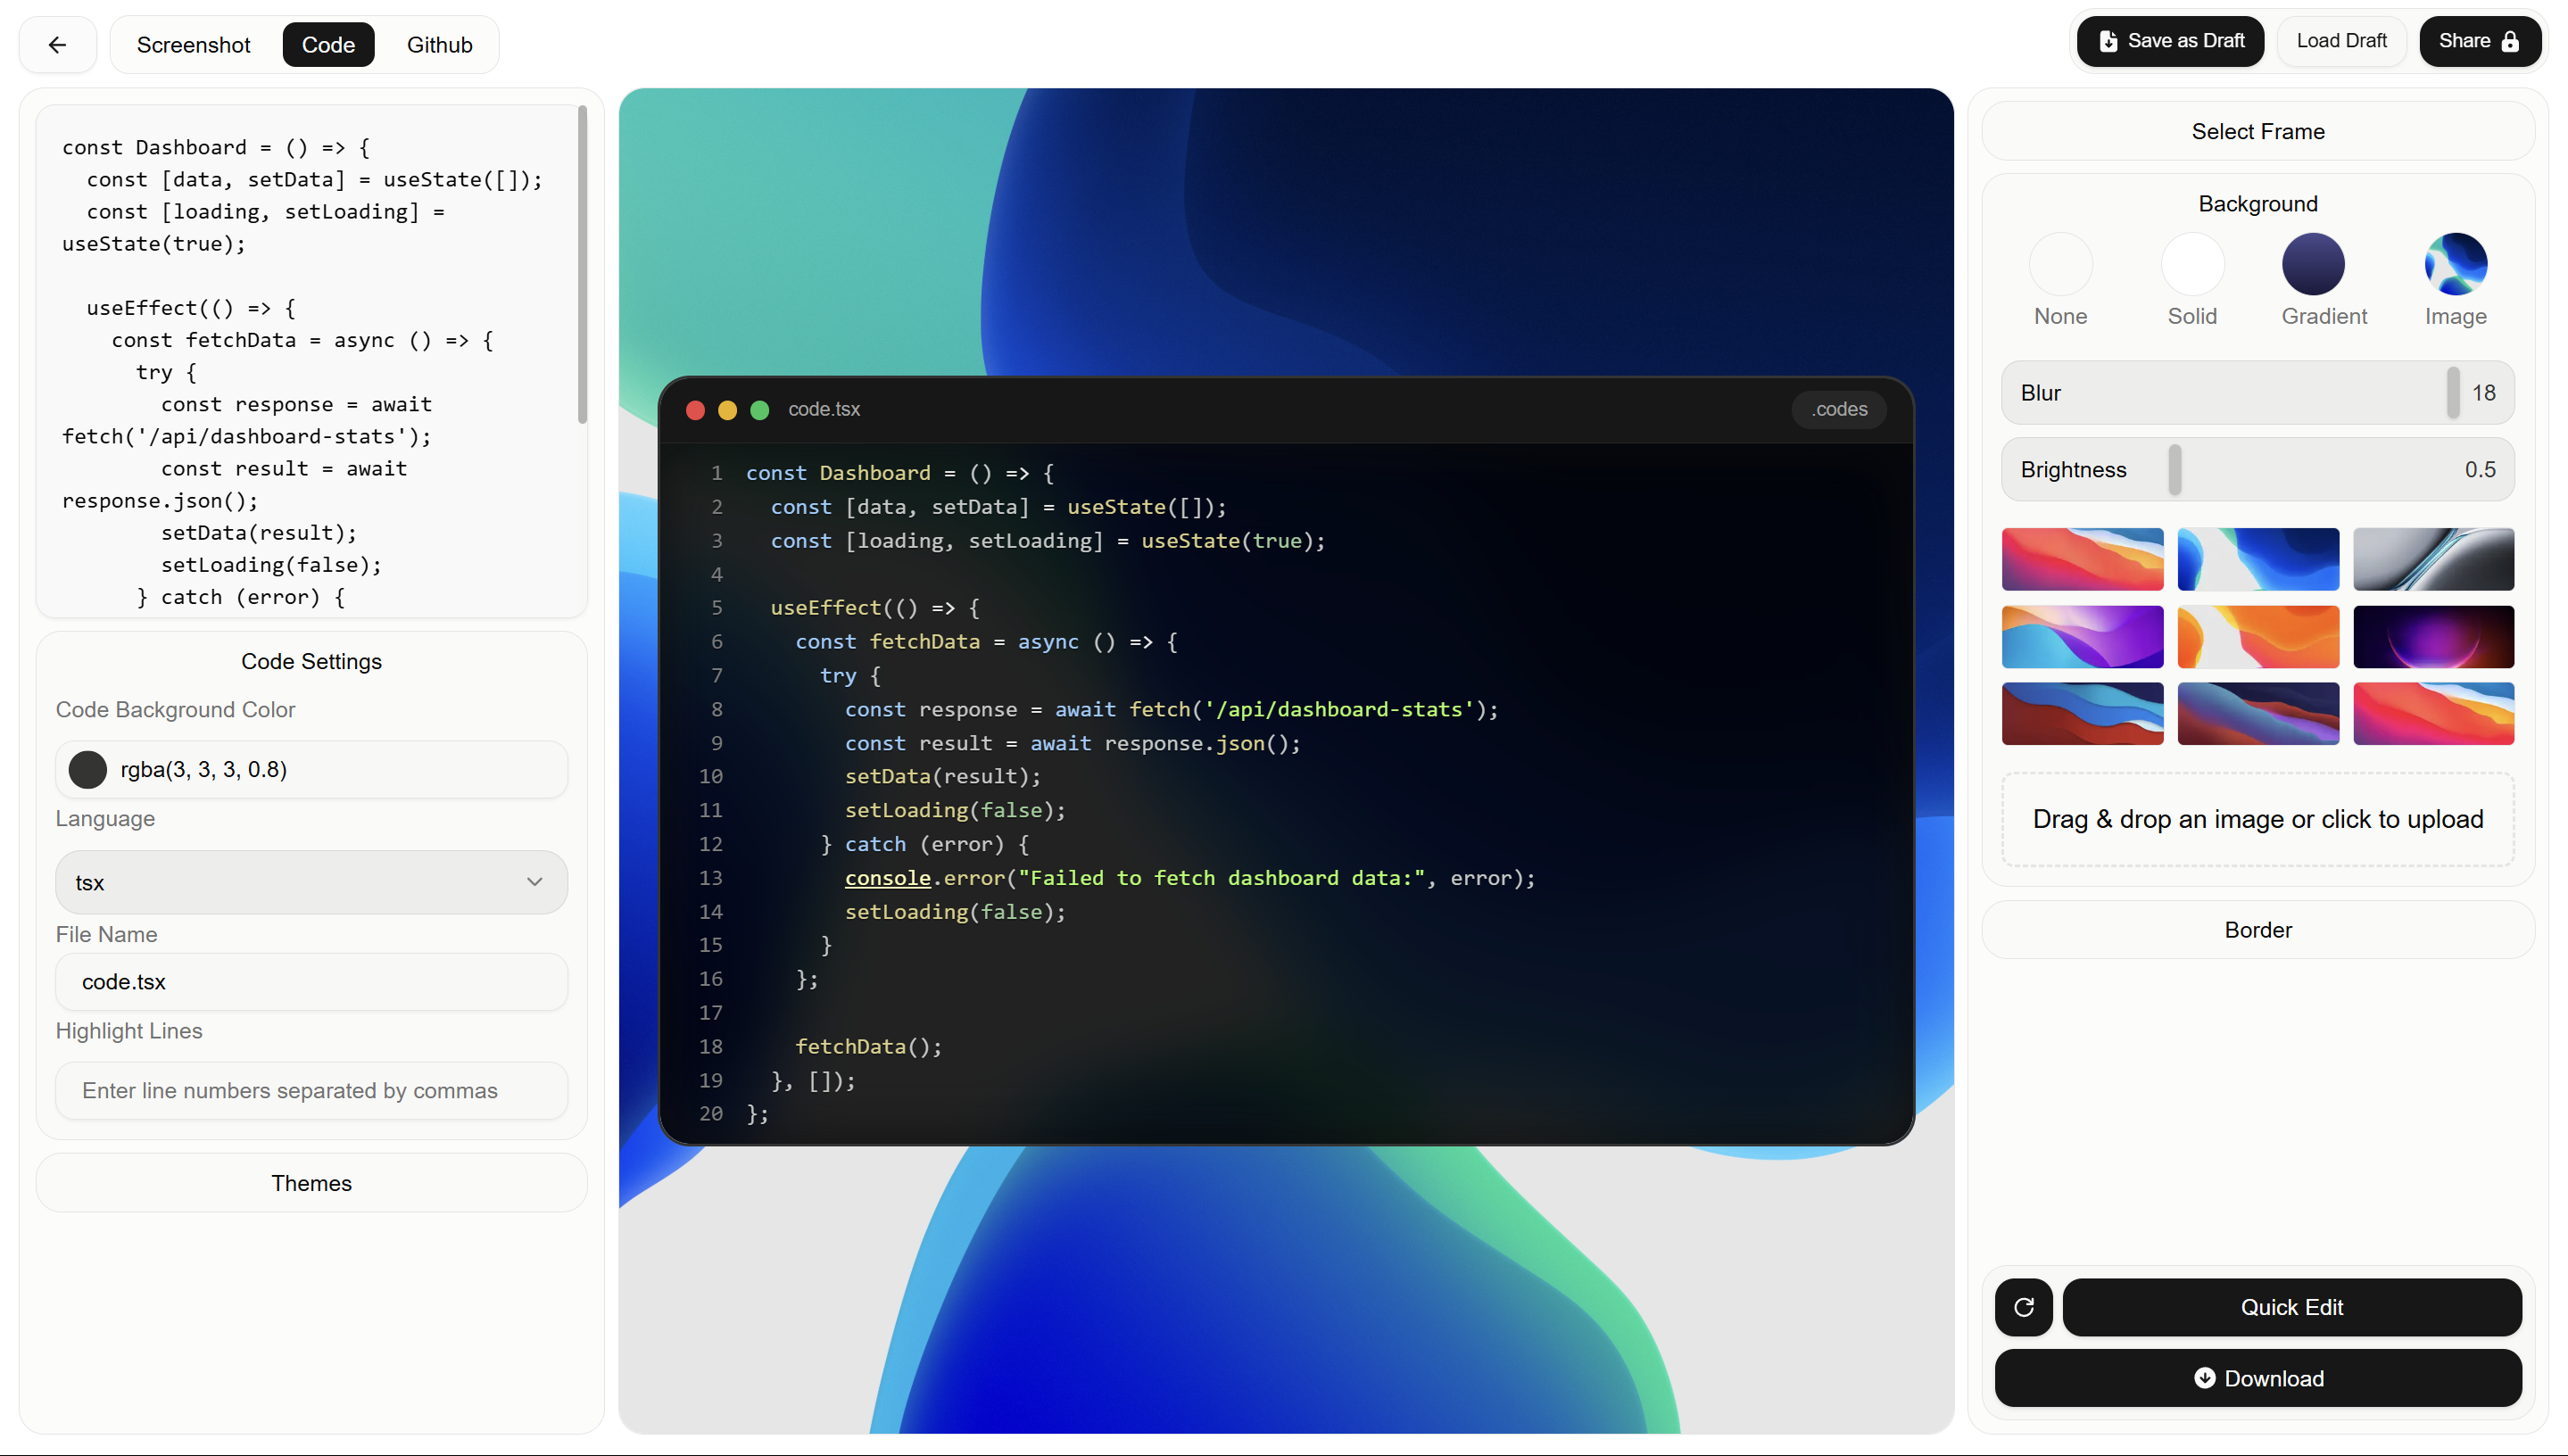 Screenshot
Code
Github
Save as Draft
Load Draft
Share
const Dashboard = () => {
  const [data, setData] = useState([]);
  const [loading, setLoading] =
useState(true);
  useEffect(() => {
    const fetchData = async () => {
      try {
        const response = await
fetch('/api/dashboard-stats');
        const result = await
response.json();
        setData(result);
        setLoading(false);
      } catch (error) {
Code Settings
Code Background Color
rgba(3, 3, 3, 0.8)
Language
tsx
File Name
code.tsx
Highlight Lines
Enter line numbers separated by commas
Themes
code.tsx
.codes
1 const Dashboard = () => {
2   const [data, setData] = useState([]);
3   const [loading, setLoading] = useState(true);
4
5   useEffect(() => {
6     const fetchData = async () => {
7       try {
8         const response = await fetch('/api/dashboard-stats');
9         const result = await response.json();
10         setData(result);
11         setLoading(false);
12       } catch (error) {
13         console.error("Failed to fetch dashboard data:", error);
14         setLoading(false);
15       }
16     };
17
18     fetchData();
19   }, []);
20 };
Select Frame
Background
None
Solid
Gradient
Image
Blur 18
Brightness 0.5
Drag & drop an image or click to upload
Border
Quick Edit
Download